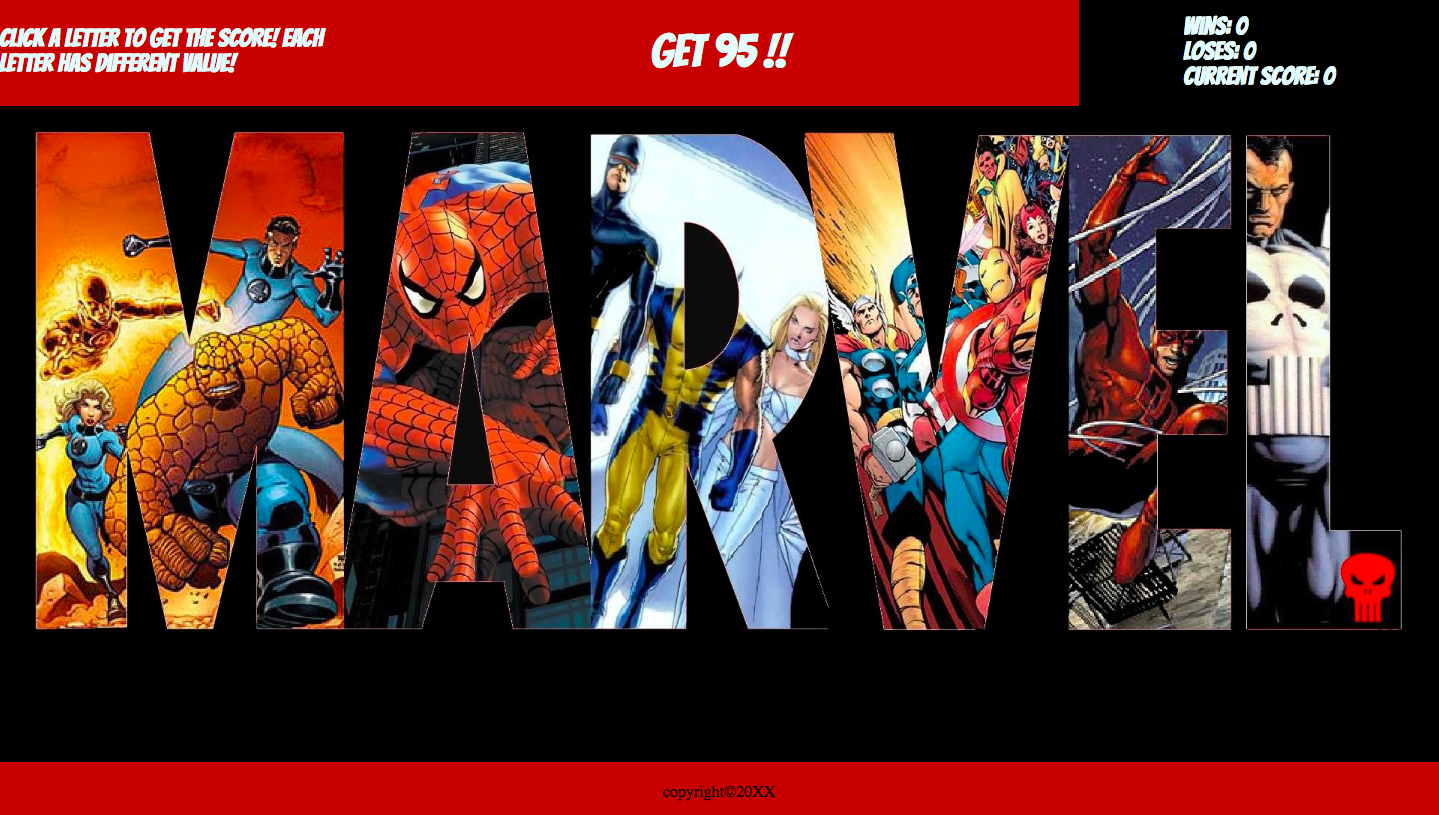 CLICK A LETTER TO GET THE SCORE! EACH
LETTER HAS DIFFERENT VALUE!
GET 95 !!
WINS: 0
LOSES: 0
CURRENT SCORE: 0
MARVEL
copyright©20XX